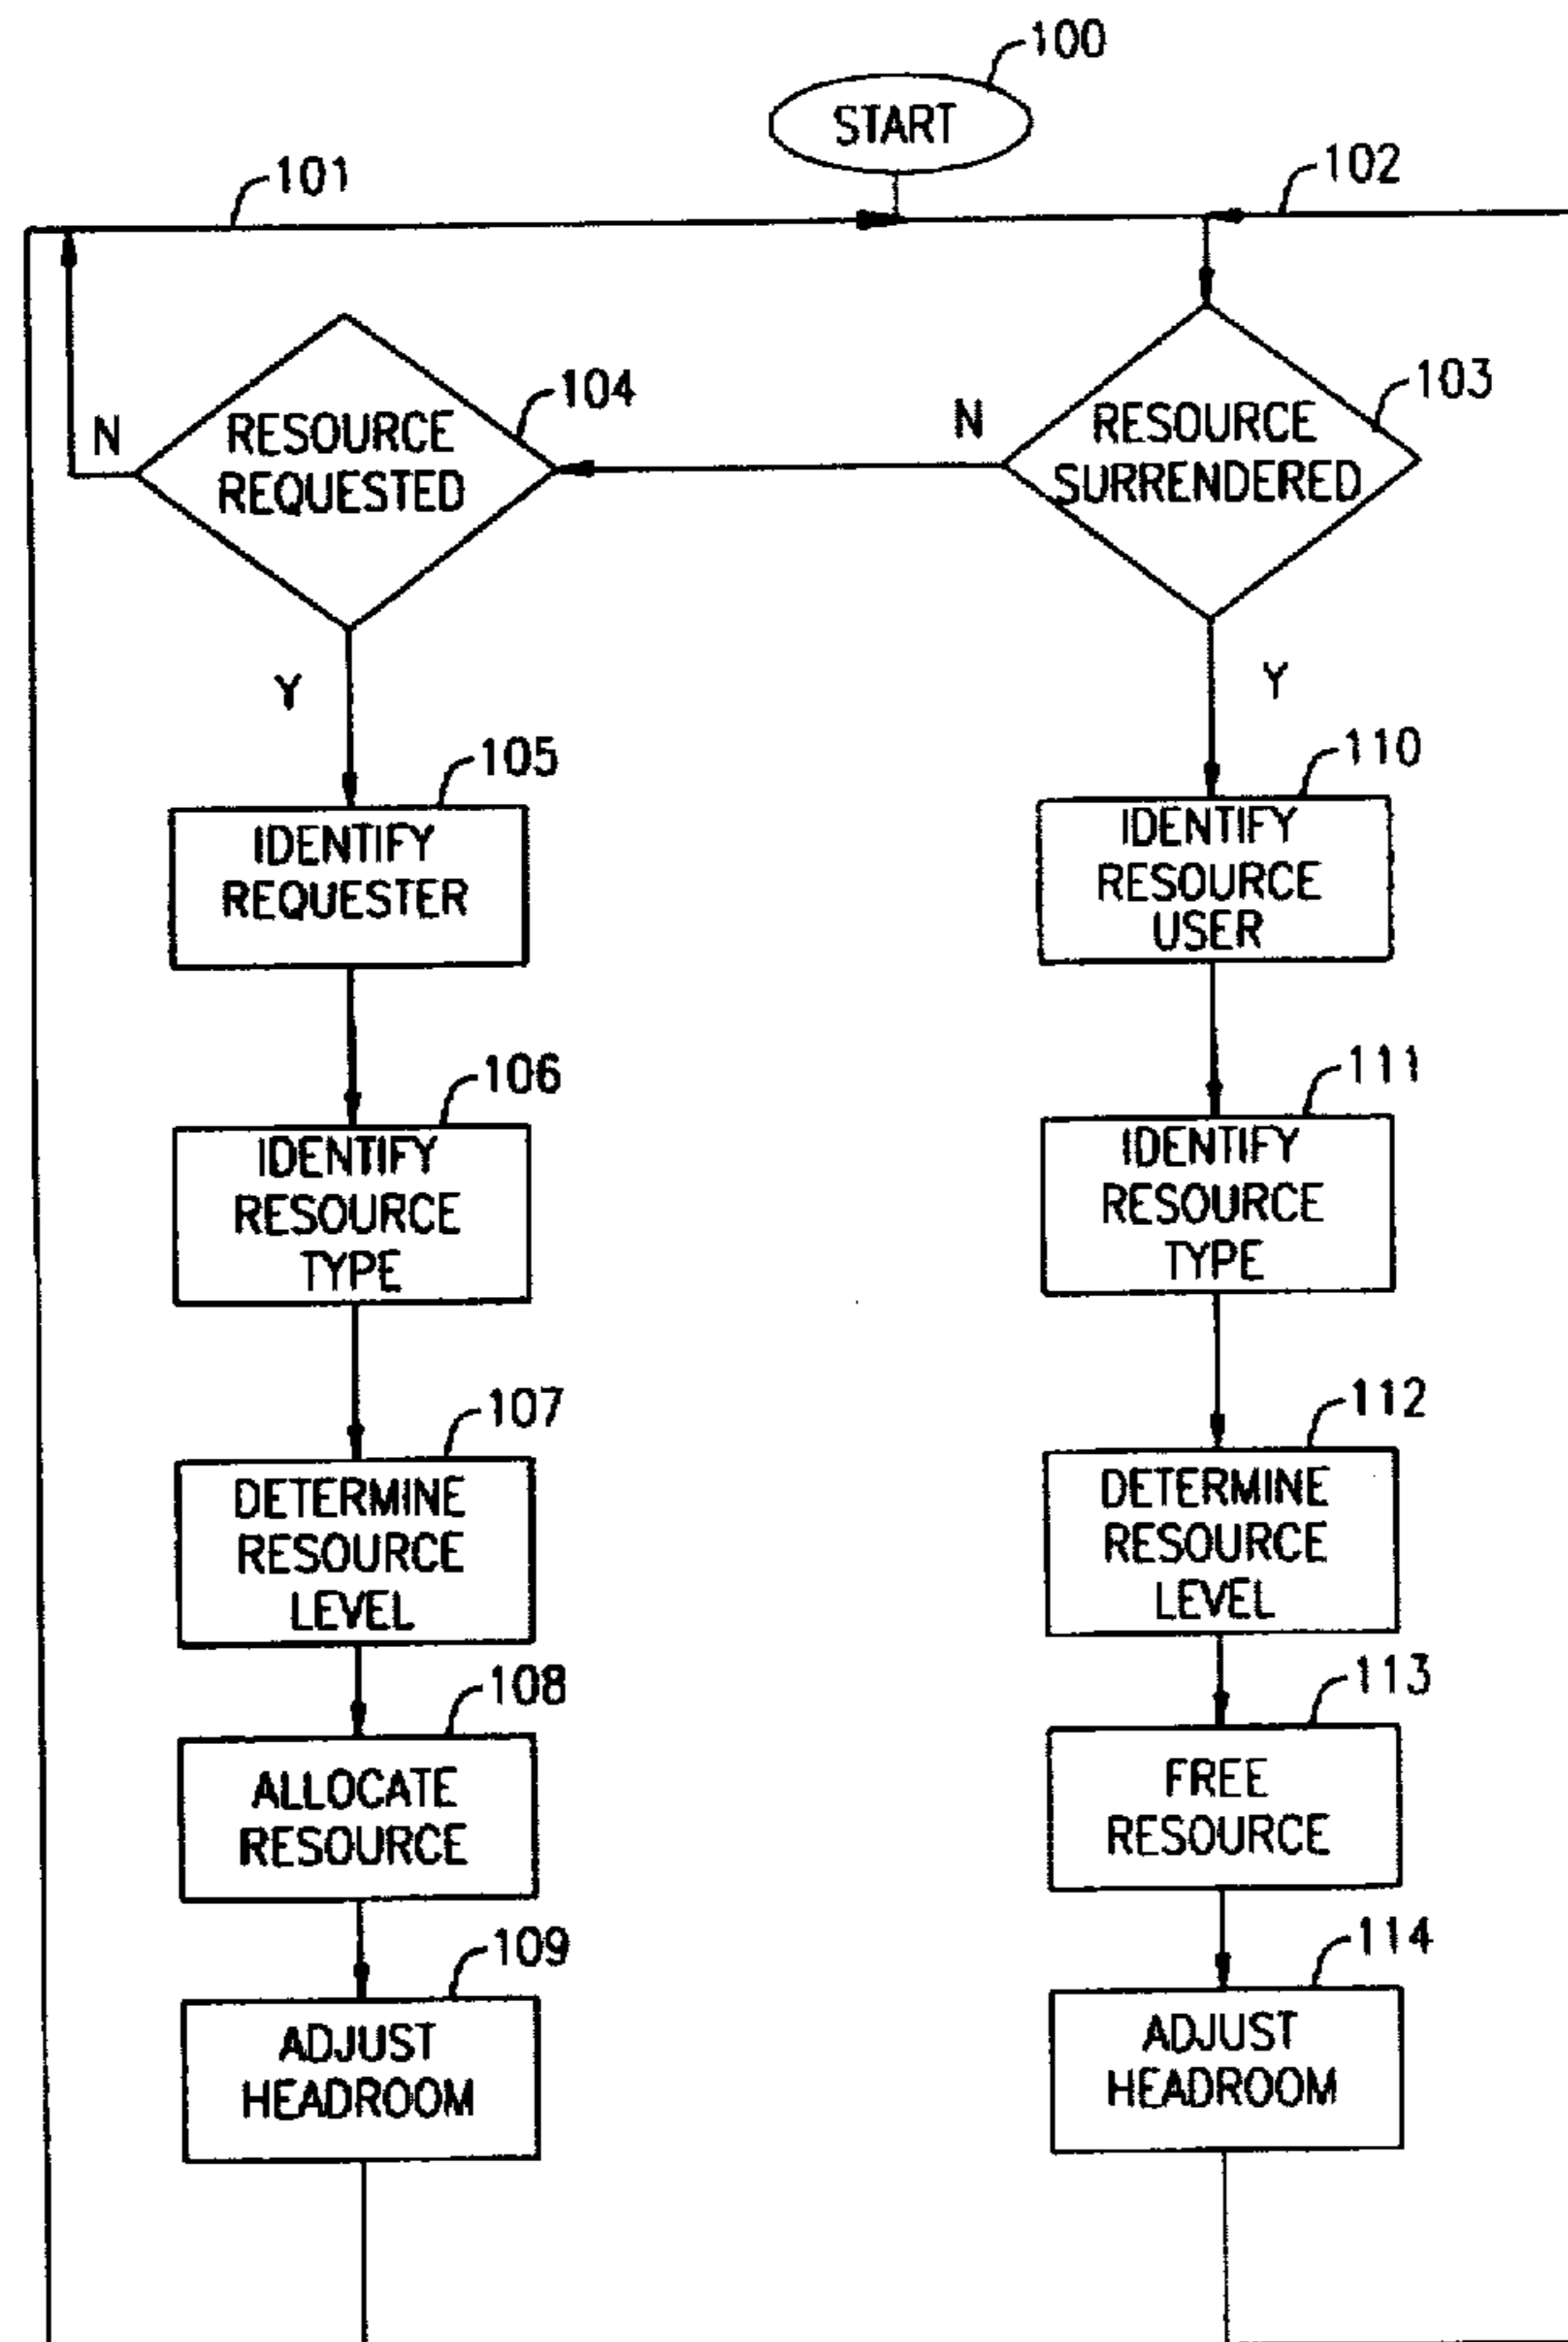 100
START
101
102
104
RESOURCE
REQUESTED
N
N
103
RESOURCE
SURRENDERED
Y
Y
105
IDENTIFY
REQUESTER
110
IDENTIFY
RESOURCE
USER
106
IDENTIFY
RESOURCE
TYPE
111
IDENTIFY
RESOURCE
TYPE
107
DETERMINE
RESOURCE
LEVEL
112
DETERMINE
RESOURCE
LEVEL
108
ALLOCATE
RESOURCE
113
FREE
RESOURCE
109
ADJUST
HEADROOM
114
ADJUST
HEADROOM